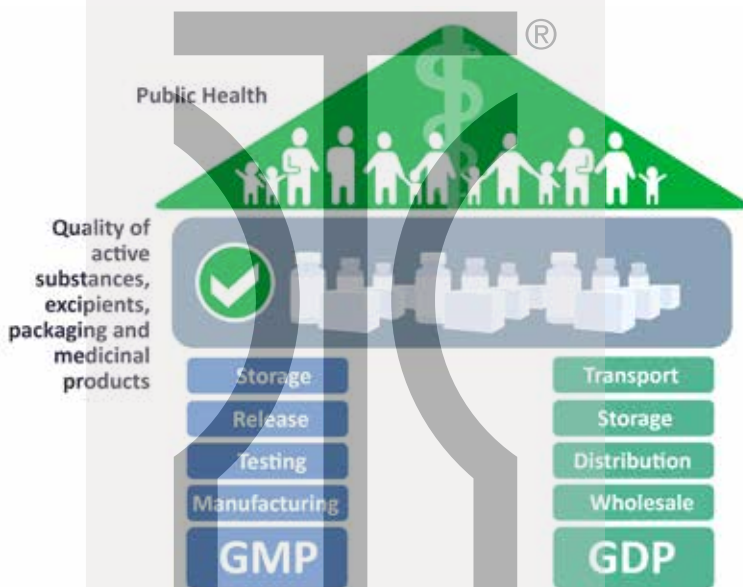 ®
Public Health
Quality of
active
substances,
excipients,
packaging and
medicinal
products
Storage
Release
Testing
Manufacturing
GMP
Transport
Storage
Distribution
Wholesale
GDP